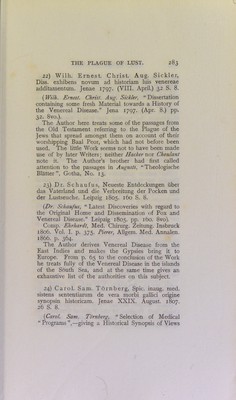 THE PLAGUE OF LUST. 283
22) Wilh. Ernest. Christ. Aug. Sickler,
Diss. exhibens novum ad historiam luis venereae
additamentum. Jenae 1797. (VIII. April.) 32 S. 8.
(Wilh. Ernest. Christ. Aug. Sickler, "Dissertation
containing some fresh Material towards a History of
the Venereal Disease." Jena 1797. (Apr. 8.) pp.
32. 8vo.).
The Author here treats some of the passages from
the Old Testament referring to the Plague of the
Jews that spread amongst them on account of their
worshipping Baal Peor, which had not before been
used. The little Work seems not to have been made
use of by later Writers; neither Hacker nor Choulant
note it. The Author's brother had first called
attention to the passages in Augusti, "Theologische
Blätter", Gotha, No. 13.
23) Dr. Schaufus, Neueste Entdeckungen über
das Vaterland und die Verbreitung der Pocken und
der Lustseuche. Leipzig 1805. 160 S. 8.
(Dr. Schaufus, "Latest Discoveries with regard to
the Original Home and Dissemination of Pox and
Venereal Disease." Leipzig 1805. pp. 160. 8vo).
Comp. Ehrhardt, Med. Chirurg. Zeitung. Insbruck
1806. Vol. I. p. 275. Pierer, Allgem. Med. Annalen.
1866. p. 364.
The Author derives Venereal Disease from the
East Indies and makes the Gypsies bring it to
Europe. From p. 65 to the conclusion of the Work
he treats fully of the Venereal Disease in the islands
of the South Sea, and at the same time gives an
exhaustive list of the authorities on this subject.
24) Carol. Sam. Törnberg, Spic. inaug. med.
sistens sententiarum de vera morbi gallici origine
synopsin historicam. Jenae XXIX. August. 1807.
26 S. 8.
(Carol. Sam. Törnberg, "Selection of Medical
"Programs",—giving a Historical Synopsis of Views